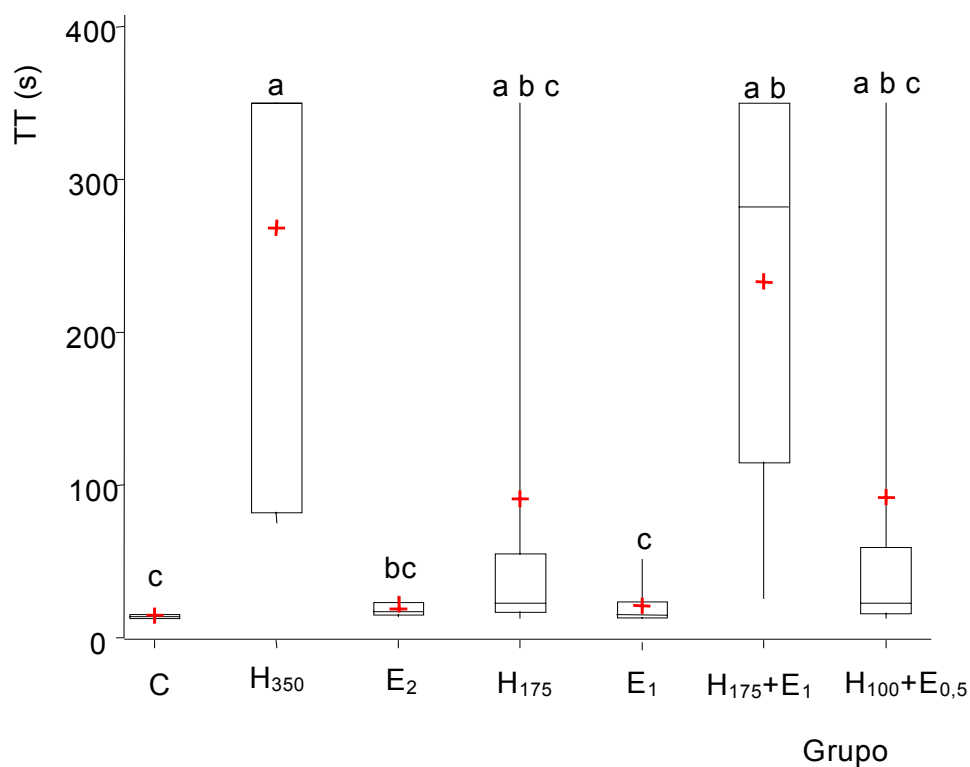 TT (s)
400
300
200
100
0
a
a b c
a b
a b c
c
bc
c
C
H₃₅₀
E₂
H₁₇₅
E₁
H₁₇₅+E₁
H₁₀₀+E₀,₅
Grupo